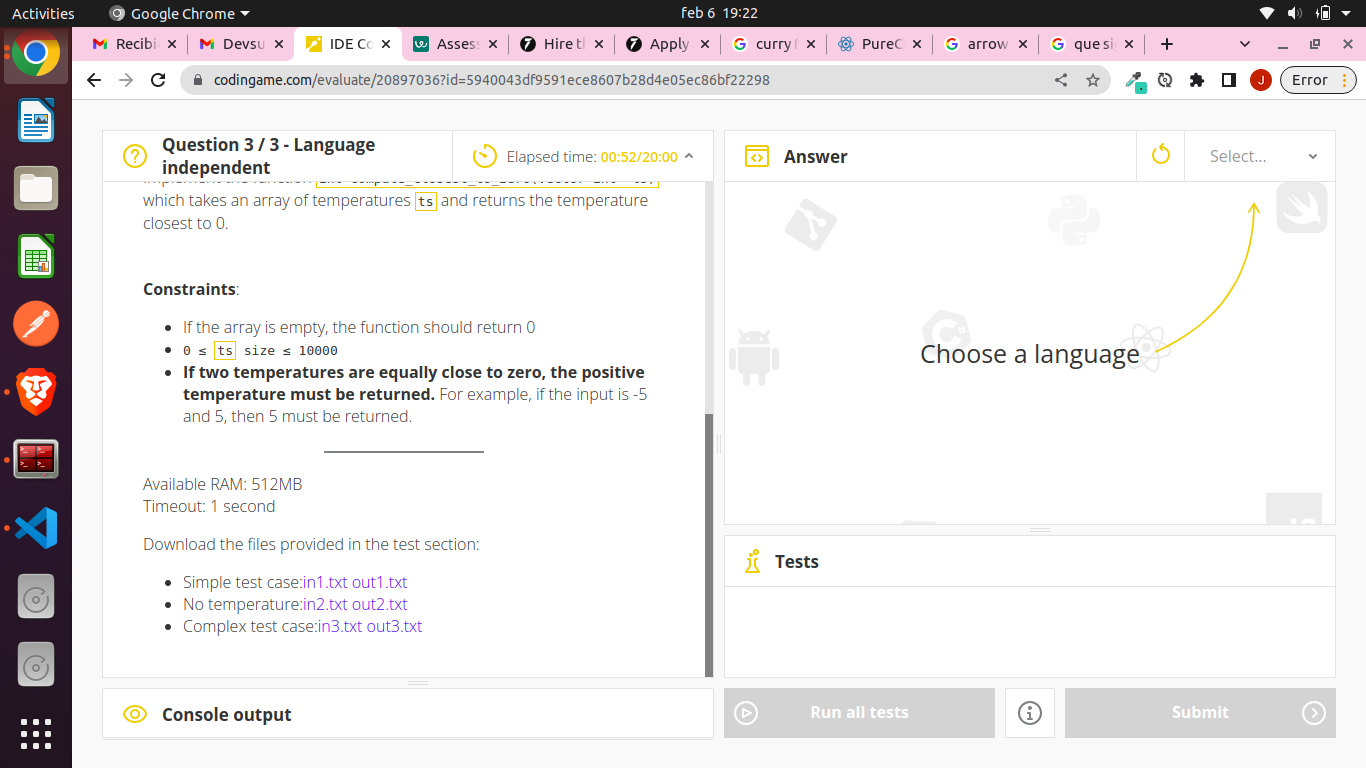 Activities
Google Chrome
feb 6 19:22
Recibi
Devsu
IDE Co
Assess
Hire th
Apply
curry f
PureC
arrow
que si
codingame.com/evaluate/20897036?id=5940043df9591ece8607b28d4e05ec86bf22298
J
Error
Question 3 / 3 - Language
independent
Elapsed time: 00:52/20:00
which takes an array of temperatures ts and returns the temperature
closest to 0.
Constraints:
If the array is empty, the function should return 0
0 ≤ ts size ≤ 10000
If two temperatures are equally close to zero, the positive
temperature must be returned. For example, if the input is -5
and 5, then 5 must be returned.
Available RAM: 512MB
Timeout: 1 second
Download the files provided in the test section:
Simple test case:in1.txt out1.txt
No temperature:in2.txt out2.txt
Complex test case:in3.txt out3.txt
Console output
Answer
Select...
Choose a language
Tests
Run all tests
Submit